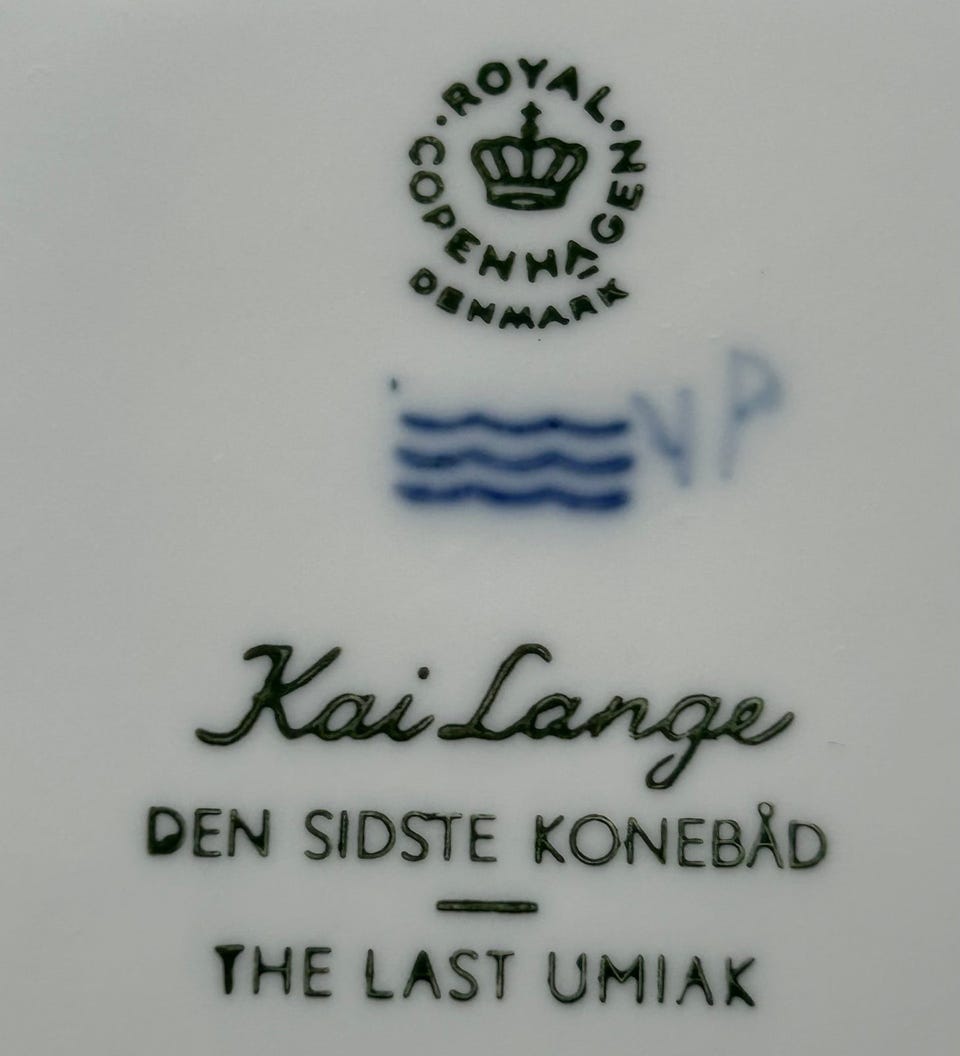 ROYAL · COPENHAGEN ·
DENMARK
VP
Kai Lange
DEN SIDSTE KONEBÅD
THE LAST UMIAK